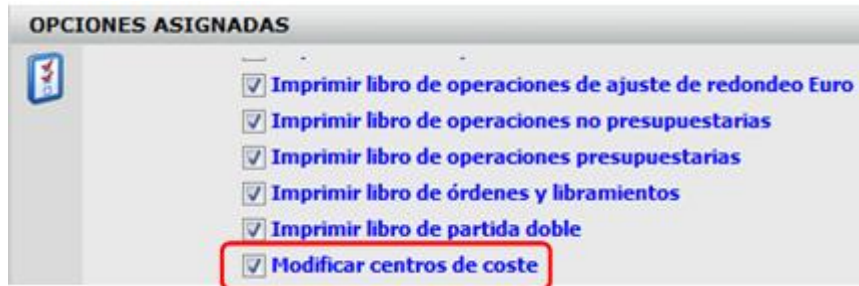 OPCIONES ASIGNADAS
Imprimir libro de operaciones de ajuste de redondeo Euro
Imprimir libro de operaciones no presupuestarias
Imprimir libro de operaciones presupuestarias
Imprimir libro de órdenes y libramientos
Imprimir libro de partida doble
Modificar centros de coste